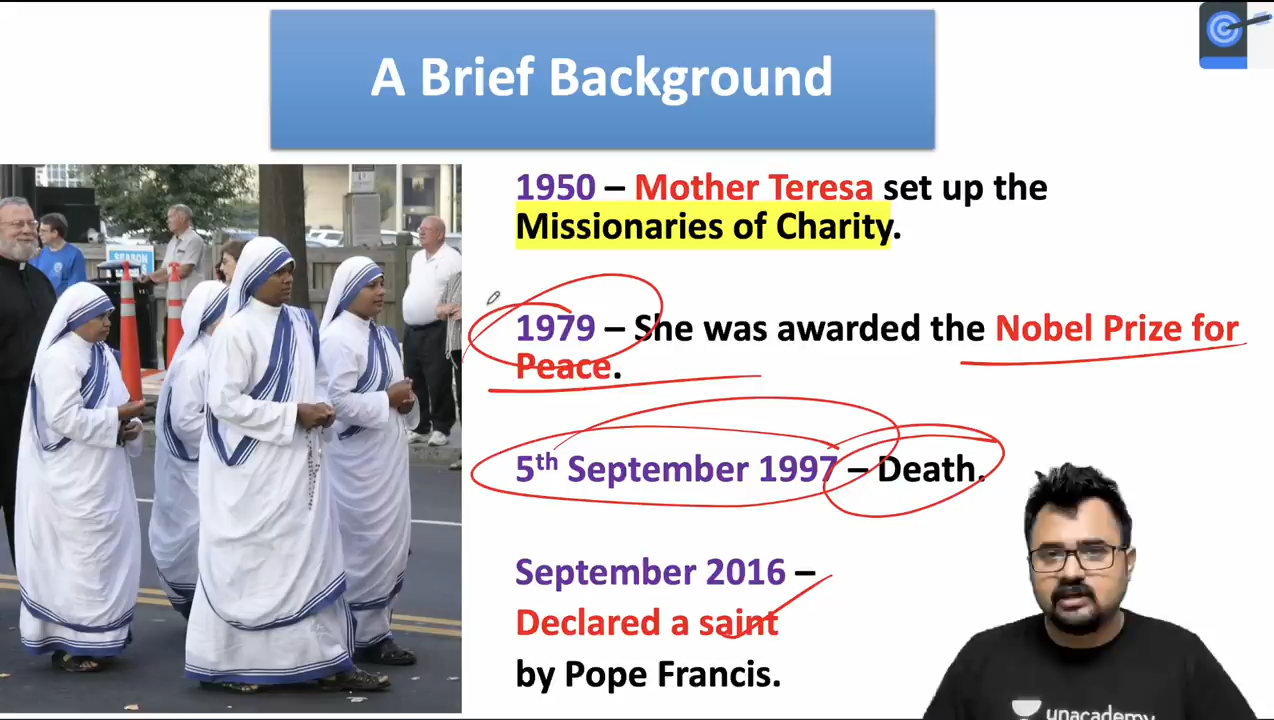 A Brief Background
1950 – Mother Teresa set up the
Missionaries of Charity.
1979 – She was awarded the Nobel Prize for
Peace.
5th September 1997 – Death.
September 2016 –
Declared a saint
by Pope Francis.
SEASON
unacademy